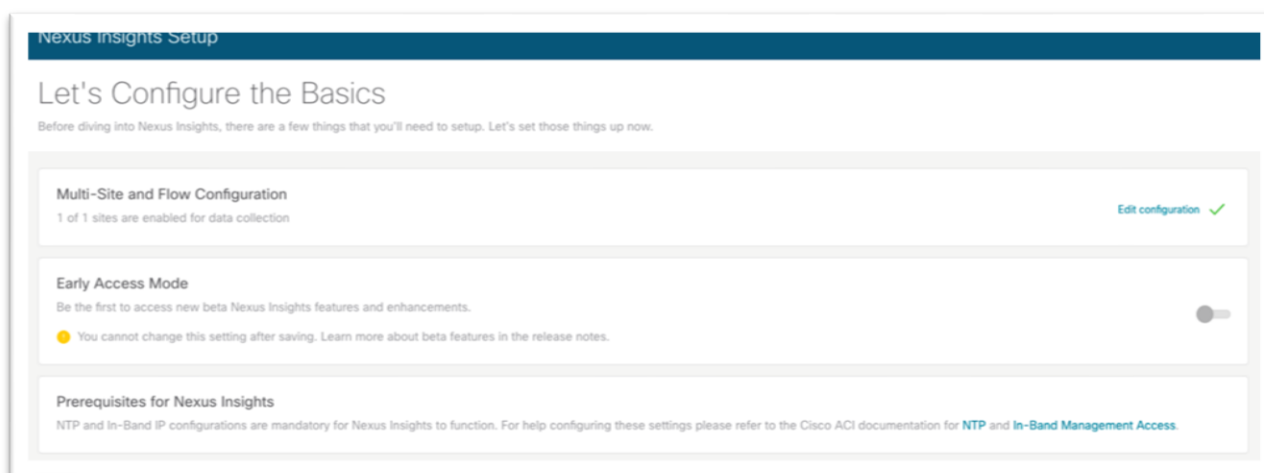 Nexus Insights Setup
Let's Configure the Basics
Before diving into Nexus Insights, there are a few things that you'll need to setup. Let's set those things up now.
Multi-Site and Flow Configuration
1 of 1 sites are enabled for data collection
Edit configuration
Early Access Mode
Be the first to access new beta Nexus Insights features and enhancements.
You cannot change this setting after saving. Learn more about beta features in the release notes.
Prerequisites for Nexus Insights
NTP and In-Band IP configurations are mandatory for Nexus Insights to function. For help configuring these settings please refer to the Cisco ACI documentation for NTP and In-Band Management Access.